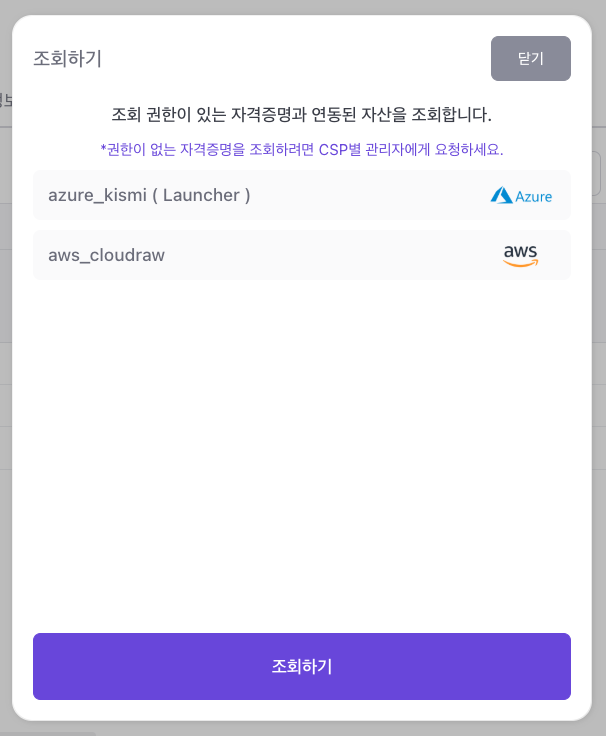 조회하기
닫기
조회 권한이 있는 자격증명과 연동된 자산을 조회합니다.
*권한이 없는 자격증명을 조회하려면 CSP별 관리자에게 요청하세요.
azure_kismi ( Launcher )
Azure
aws_cloudraw
aws
조회하기